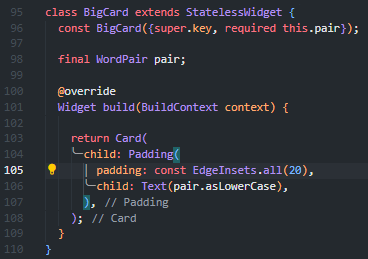 95 class BigCard extends StatelessWidget {
96   const BigCard({super.key, required this.pair});
97
98   final WordPair pair;
99
100   @override
101   Widget build(BuildContext context) {
102
103     return Card(
104       child: Padding(
105         padding: const EdgeInsets.all(20),
106         child: Text(pair.asLowerCase),
107       ), // Padding
108     ); // Card
109   }
110 }